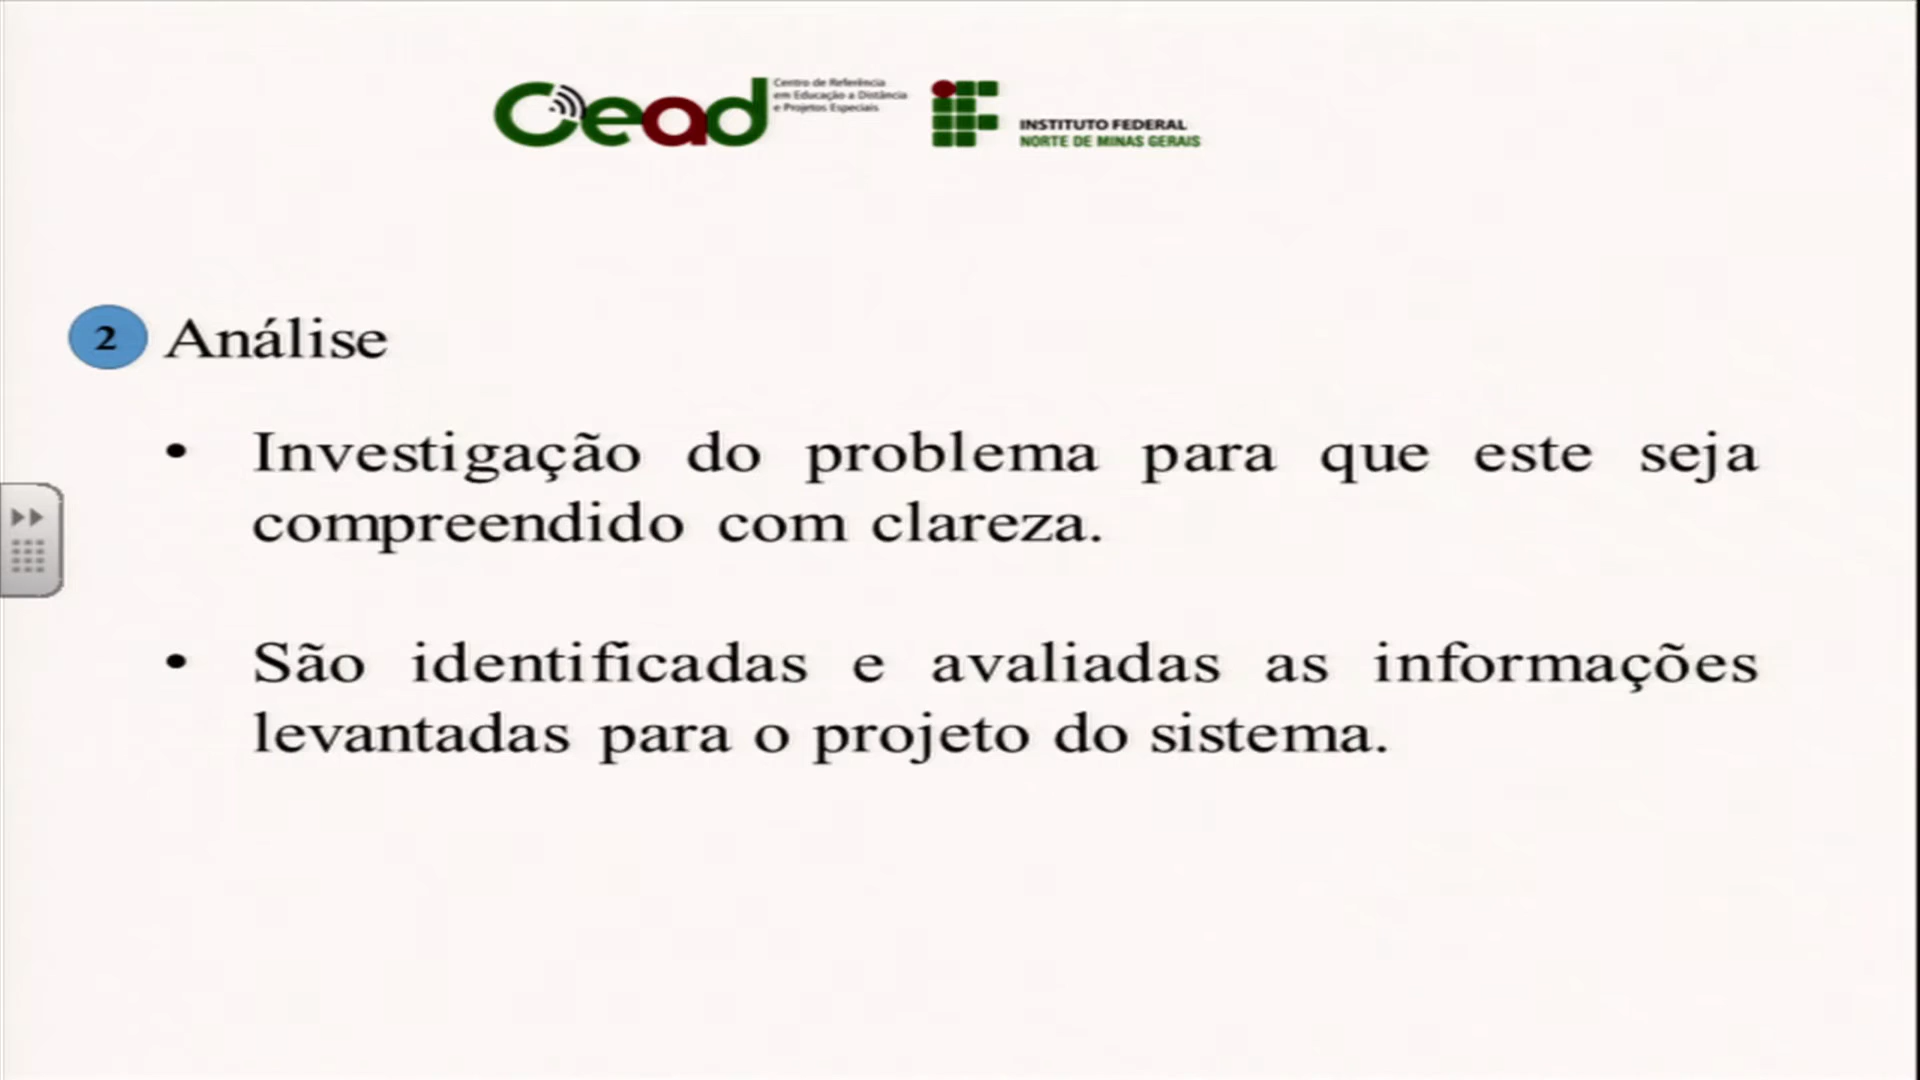 Cead
Centro de Referência
em Educação a Distância
e Projetos Especiais
INSTITUTO FEDERAL
NORTE DE MINAS GERAIS
2 Análise
• Investigação do problema para que este seja
compreendido com clareza.
• São identificadas e avaliadas as informações
levantadas para o projeto do sistema.